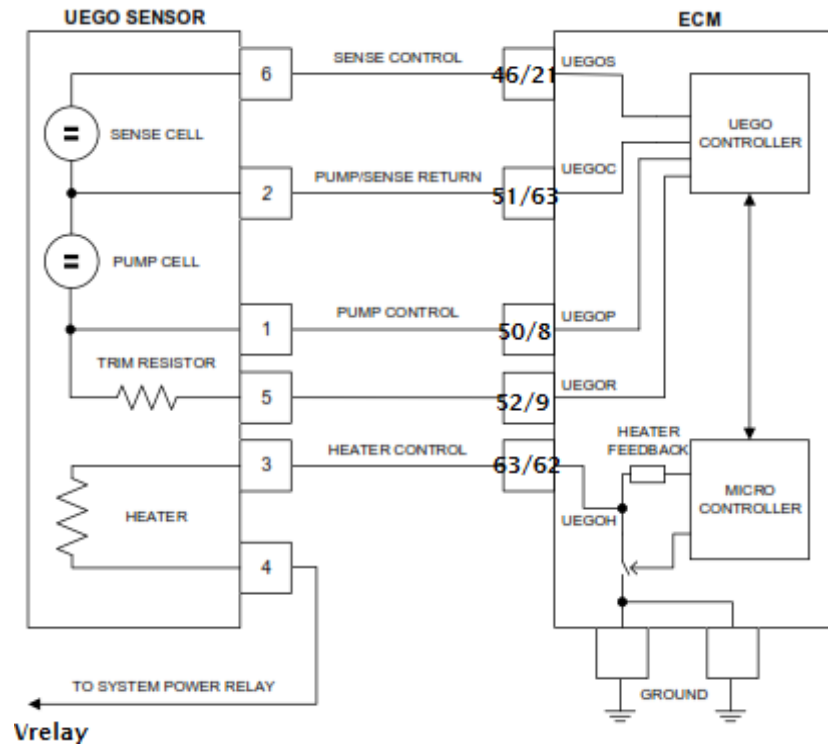 UEGO SENSOR
ECM
6
SENSE CONTROL
46/21
UEGOS
SENSE CELL
UEGO
CONTROLLER
2
PUMP/SENSE RETURN
51/63
UEGOC
PUMP CELL
1
PUMP CONTROL
50/8
UEGOP
TRIM RESISTOR
5
52/9
UEGOR
HEATER
FEEDBACK
3
HEATER CONTROL
63/62
MICRO
CONTROLLER
HEATER
UEGOH
4
TO SYSTEM POWER RELAY
GROUND
Vrelay